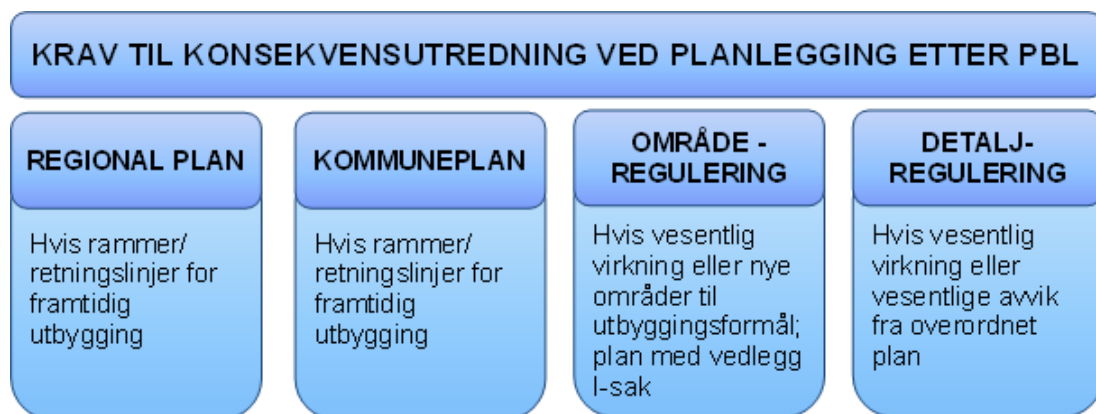 KRAV TIL KONSEKVENSUTREDNING VED PLANLEGGING ETTER PBL
REGIONAL PLAN
Hvis rammer/
retningslinjer for
framtidig
utbygging
KOMMUNEPLAN
Hvis rammer/
retningslinjer for
framtidig
utbygging
OMRÅDE -
REGULERING
Hvis vesentlig
virkning eller nye
områder til
utbyggingsformål;
plan med vedlegg
I-sak
DETALJ-
REGULERING
Hvis vesentlig
virkning eller
vesentlige avvik
fra overordnet
plan